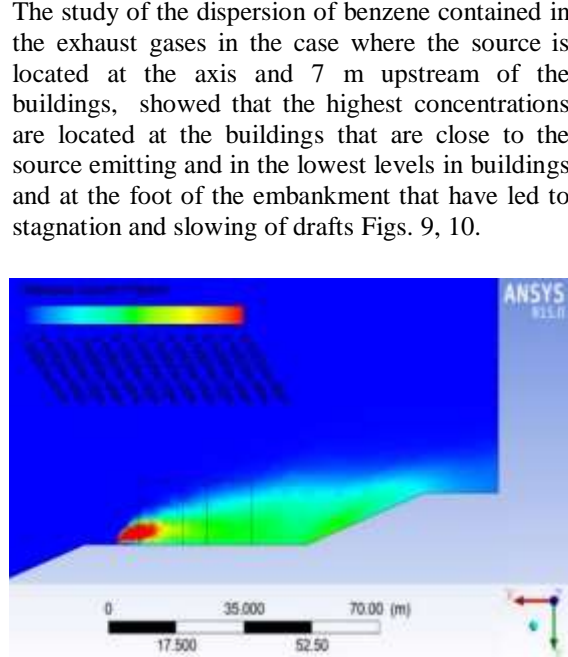 The study of the dispersion of benzene contained in
the exhaust gases in the case where the source is
located at the axis and 7 m upstream of the
buildings, showed that the highest concentrations
are located at the buildings that are close to the
source emitting and in the lowest levels in buildings
and at the foot of the embankment that have led to
stagnation and slowing of drafts Figs. 9, 10.
ANSYS
R15.0
0 35.000 70.00 (m)
17.500 52.50